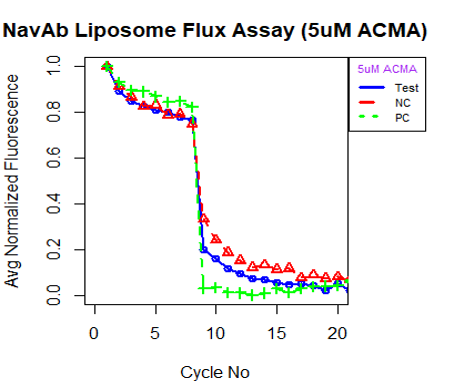 NavAb Liposome Flux Assay (5uM ACMA)
Avg Normalized Fluorescence
1.0
0.8
0.6
0.4
0.2
0.0
5uM ACMA
Test
NC
PC
0 5 10 15 20
Cycle No